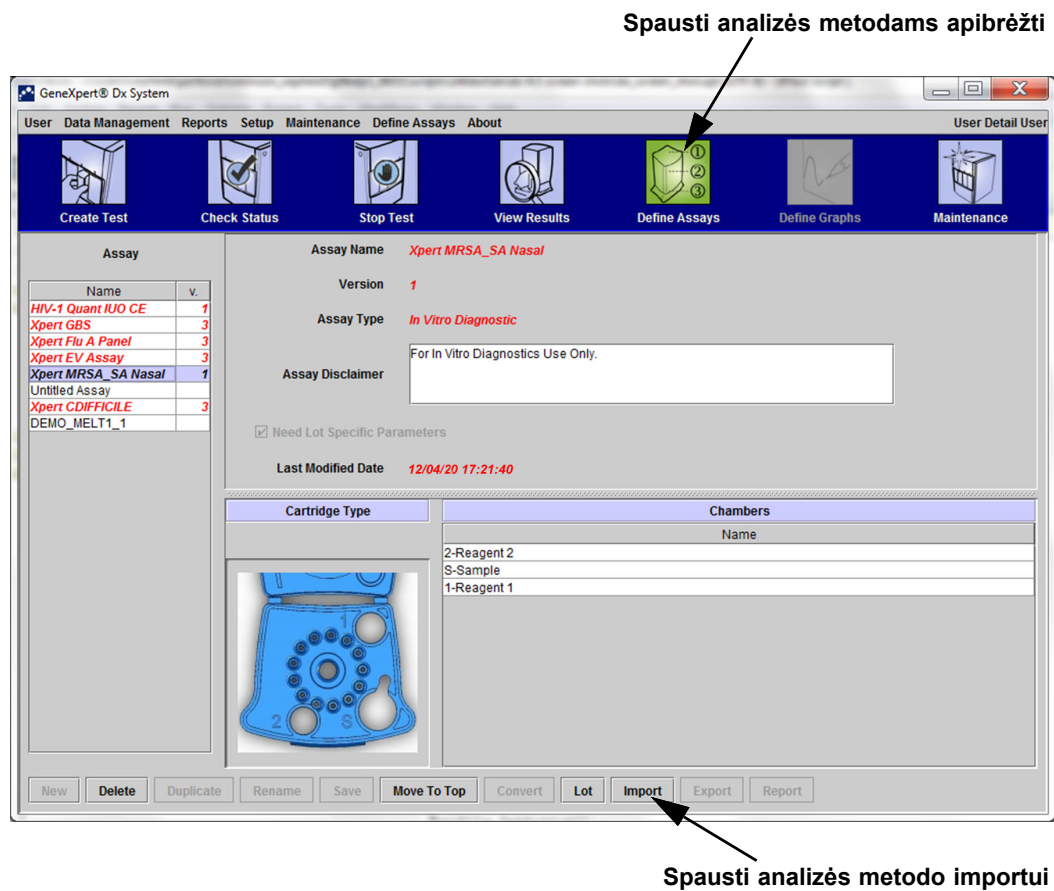 Spausti analizės metodams apibrėžti
GeneXpert® Dx System
User Data Management Reports Setup Maintenance Define Assays About User Detail User
Create Test Check Status Stop Test View Results Define Assays Define Graphs Maintenance
1
2
3
Assay
Name v.
HIV-1 Quant IUO CE 1
Xpert GBS 3
Xpert Flu A Panel 3
Xpert EV Assay 3
Xpert MRSA_SA Nasal 1
Untitled Assay
Xpert CDIFFICILE 3
DEMO_MELT1_1
Assay Name Xpert MRSA_SA Nasal
Version 1
Assay Type In Vitro Diagnostic
Assay Disclaimer For In Vitro Diagnostics Use Only.
Need Lot Specific Parameters
Last Modified Date 12/04/20 17:21:40
Cartridge Type
1
2 S
Chambers
Name
2-Reagent 2
S-Sample
1-Reagent 1
New Delete Duplicate Rename Save Move To Top Convert Lot Import Export Report
Spausti analizės metodo importui